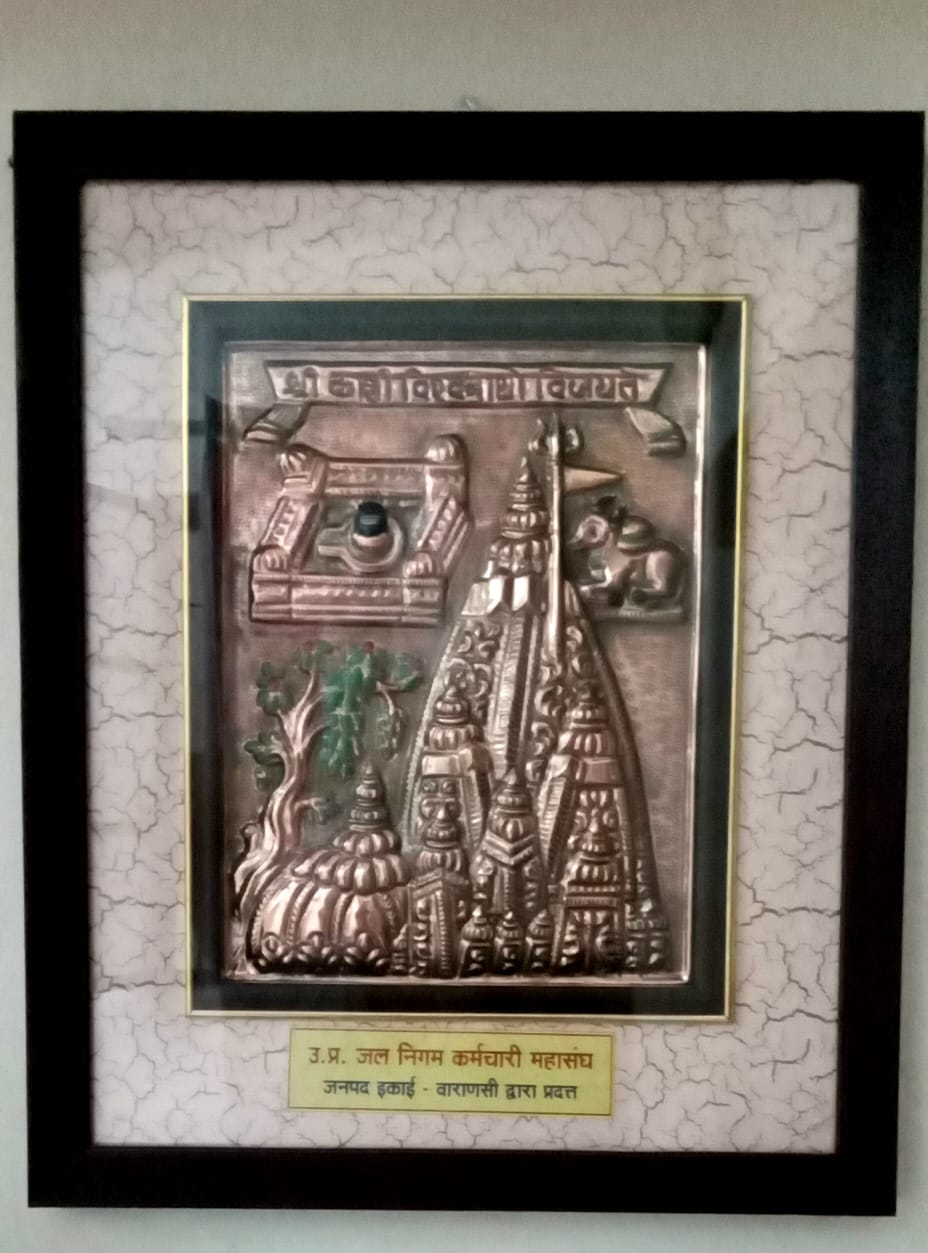 श्री काशी विश्वनाथो विजयते
उ.प्र. जल निगम कर्मचारी महासंघ
जनपद इकाई - वाराणसी द्वारा प्रदत्त